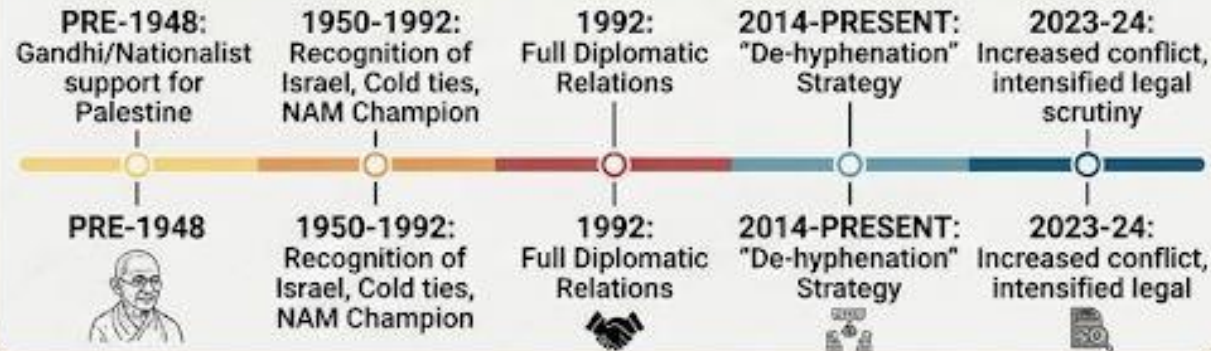 PRE-1948:
Gandhi/Nationalist
support for
Palestine
1950-1992:
Recognition of
Israel, Cold ties,
NAM Champion
1992:
Full Diplomatic
Relations
2014-PRESENT:
"De-hyphenation"
Strategy
2023-24:
Increased conflict,
intensified legal
scrutiny
PRE-1948
1950-1992:
Recognition of
Israel, Cold ties,
NAM Champion
1992:
Full Diplomatic
Relations
2014-PRESENT:
"De-hyphenation"
Strategy
2023-24:
Increased conflict,
intensified legal